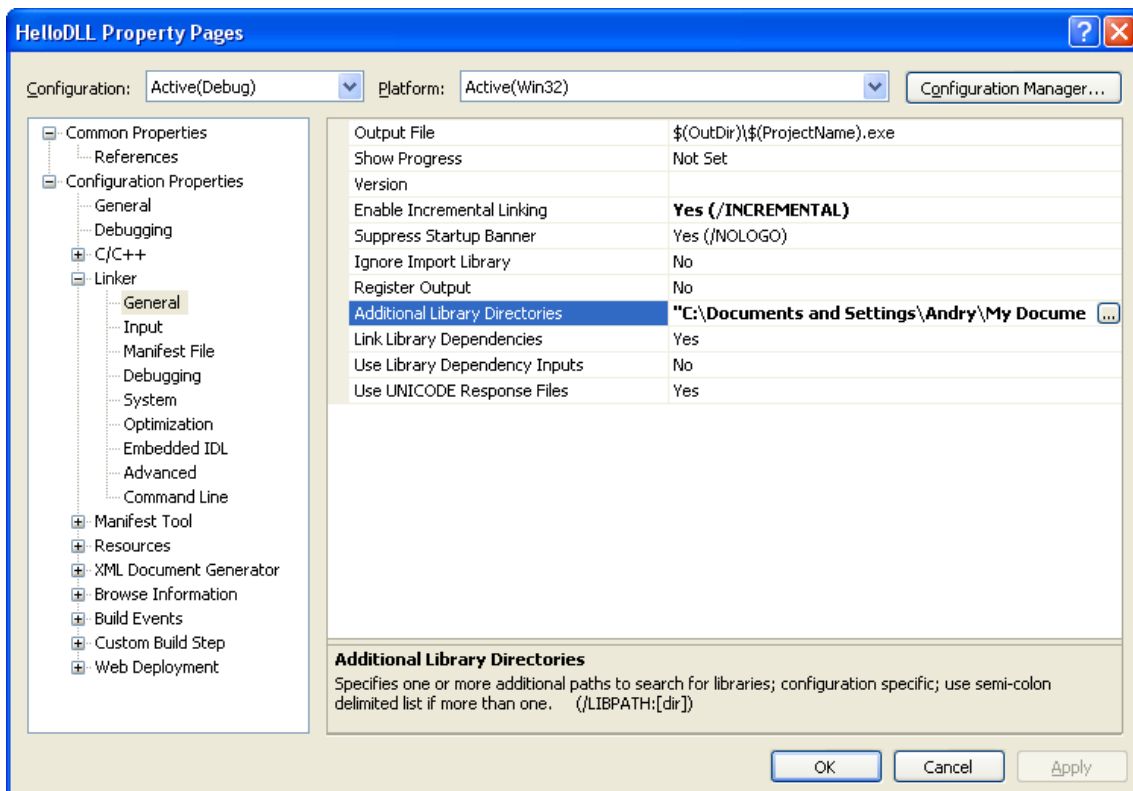 HelloDLL Property Pages
Configuration: Active(Debug) Platform: Active(Win32) Configuration Manager...
Common Properties
References
Configuration Properties
General
Debugging
C/C++
Linker
General
Input
Manifest File
Debugging
System
Optimization
Embedded IDL
Advanced
Command Line
Manifest Tool
Resources
XML Document Generator
Browse Information
Build Events
Custom Build Step
Web Deployment
Output File $(OutDir)\$(ProjectName).exe
Show Progress Not Set
Version
Enable Incremental Linking Yes (/INCREMENTAL)
Suppress Startup Banner Yes (/NOLOGO)
Ignore Import Library No
Register Output No
Additional Library Directories "C:\Documents and Settings\Andry\My Docume ...
Link Library Dependencies Yes
Use Library Dependency Inputs No
Use UNICODE Response Files Yes
Additional Library Directories
Specifies one or more additional paths to search for libraries; configuration specific; use semi-colon
delimited list if more than one. (/LIBPATH:[dir])
OK Cancel Apply